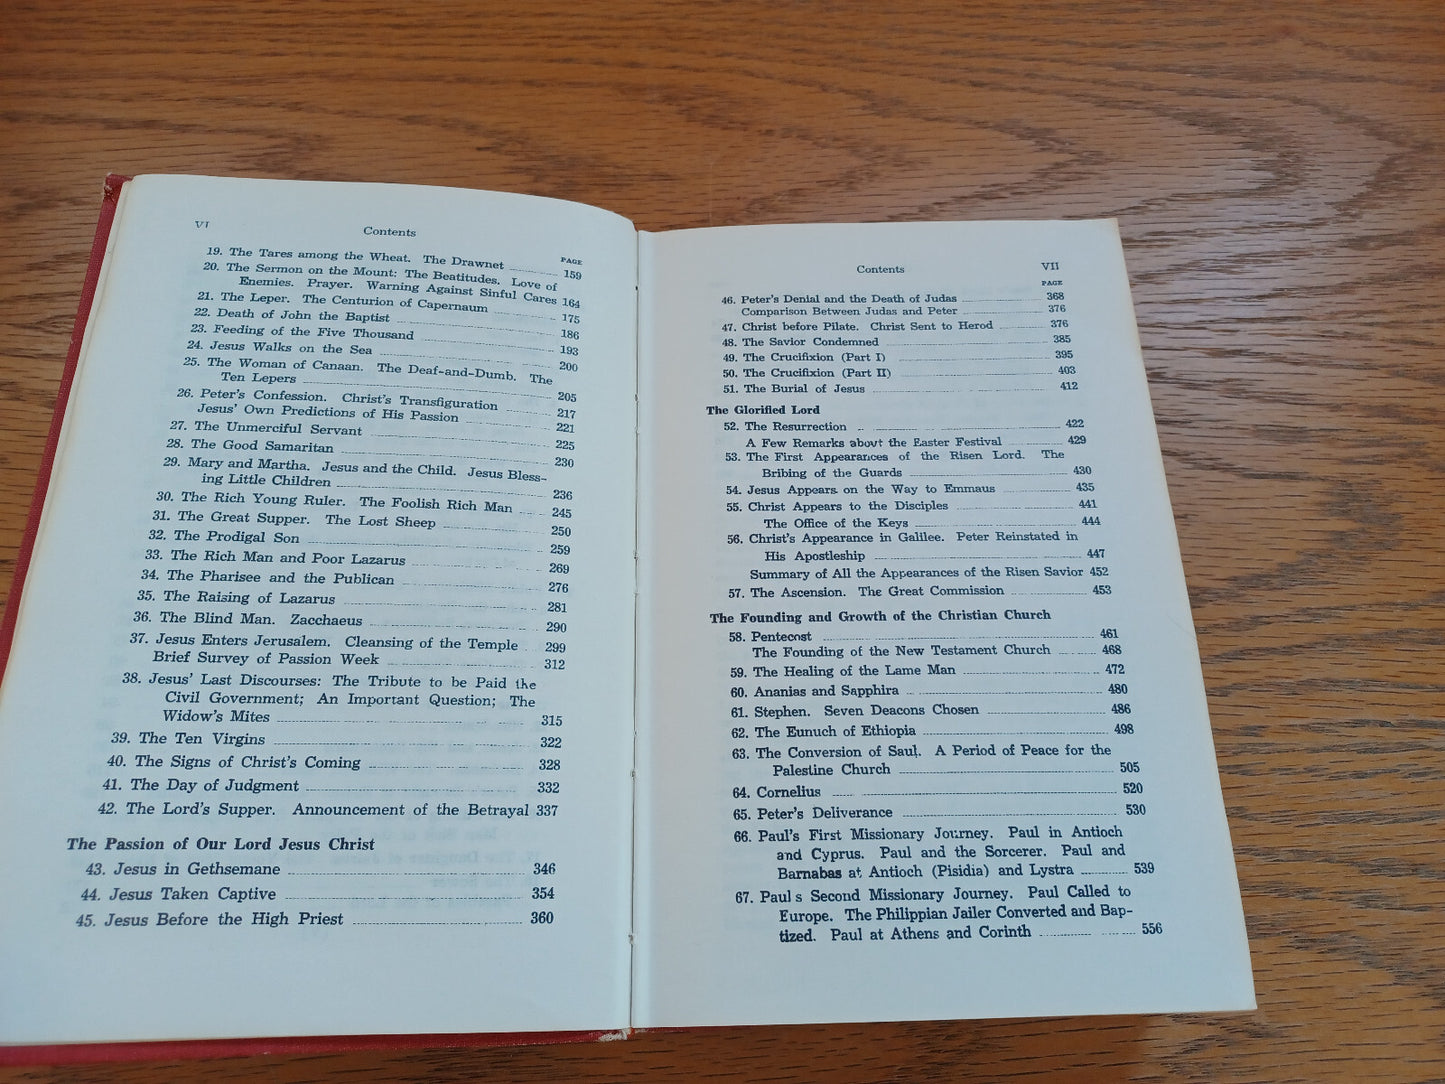 VI
Contents
PAGE
19. The Tares among the Wheat. The Drawnet 159
20. The Sermon on the Mount: The Beatitudes. Love of
Enemies. Prayer. Warning Against Sinful Cares 164
21. The Leper. The Centurion of Capernaum 175
22. Death of John the Baptist 186
23. Feeding of the Five Thousand 193
24. Jesus Walks on the Sea 200
25. The Woman of Canaan. The Deaf-and-Dumb. The
Ten Lepers 205
26. Peter's Confession. Christ's Transfiguration 217
Jesus' Own Predictions of His Passion 221
27. The Unmerciful Servant 225
28. The Good Samaritan 230
29. Mary and Martha. Jesus and the Child. Jesus Bless-
ing Little Children 236
30. The Rich Young Ruler. The Foolish Rich Man 245
31. The Great Supper. The Lost Sheep 250
32. The Prodigal Son 259
33. The Rich Man and Poor Lazarus 269
34. The Pharisee and the Publican 276
35. The Raising of Lazarus 281
36. The Blind Man. Zacchaeus 290
37. Jesus Enters Jerusalem. Cleansing of the Temple 299
Brief Survey of Passion Week 312
38. Jesus' Last Discourses: The Tribute to be Paid the
Civil Government; An Important Question; The
Widow's Mites 315
39. The Ten Virgins 322
40. The Signs of Christ's Coming 328
41. The Day of Judgment 332
42. The Lord's Supper. Announcement of the Betrayal 337
The Passion of Our Lord Jesus Christ
43. Jesus in Gethsemane 346
44. Jesus Taken Captive 354
45. Jesus Before the High Priest 360
Contents
VII
PAGE
46. Peter's Denial and the Death of Judas 368
Comparison Between Judas and Peter 376
47. Christ before Pilate. Christ Sent to Herod 376
48. The Savior Condemned 385
49. The Crucifixion (Part I) 395
50. The Crucifixion (Part II) 403
51. The Burial of Jesus 412
The Glorified Lord
52. The Resurrection 422
A Few Remarks about the Easter Festival 429
53. The First Appearances of the Risen Lord. The
Bribing of the Guards 430
54. Jesus Appears on the Way to Emmaus 435
55. Christ Appears to the Disciples 441
The Office of the Keys 444
56. Christ's Appearance in Galilee. Peter Reinstated in
His Apostleship 447
Summary of All the Appearances of the Risen Savior 452
57. The Ascension. The Great Commission 453
The Founding and Growth of the Christian Church
58. Pentecost 461
The Founding of the New Testament Church 468
59. The Healing of the Lame Man 472
60. Ananias and Sapphira 480
61. Stephen. Seven Deacons Chosen 486
62. The Eunuch of Ethiopia 498
63. The Conversion of Saul. A Period of Peace for the
Palestine Church 505
64. Cornelius 520
65. Peter's Deliverance 530
66. Paul's First Missionary Journey. Paul in Antioch
and Cyprus. Paul and the Sorcerer. Paul and
Barnabas at Antioch (Pisidia) and Lystra 539
67. Paul s Second Missionary Journey. Paul Called to
Europe. The Philippian Jailer Converted and Bap-
tized. Paul at Athens and Corinth 556